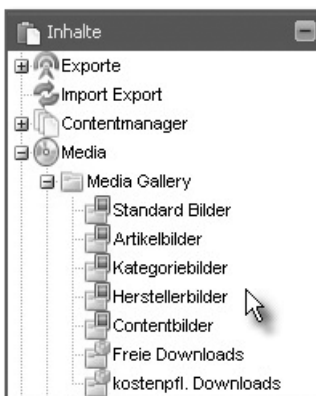 Inhalte
Exporte
Import Export
Contentmanager
Media
Media Gallery
Standard Bilder
Artikelbilder
Kategoriebilder
Herstellerbilder
Contentbilder
Freie Downloads
kostenpfl. Downloads